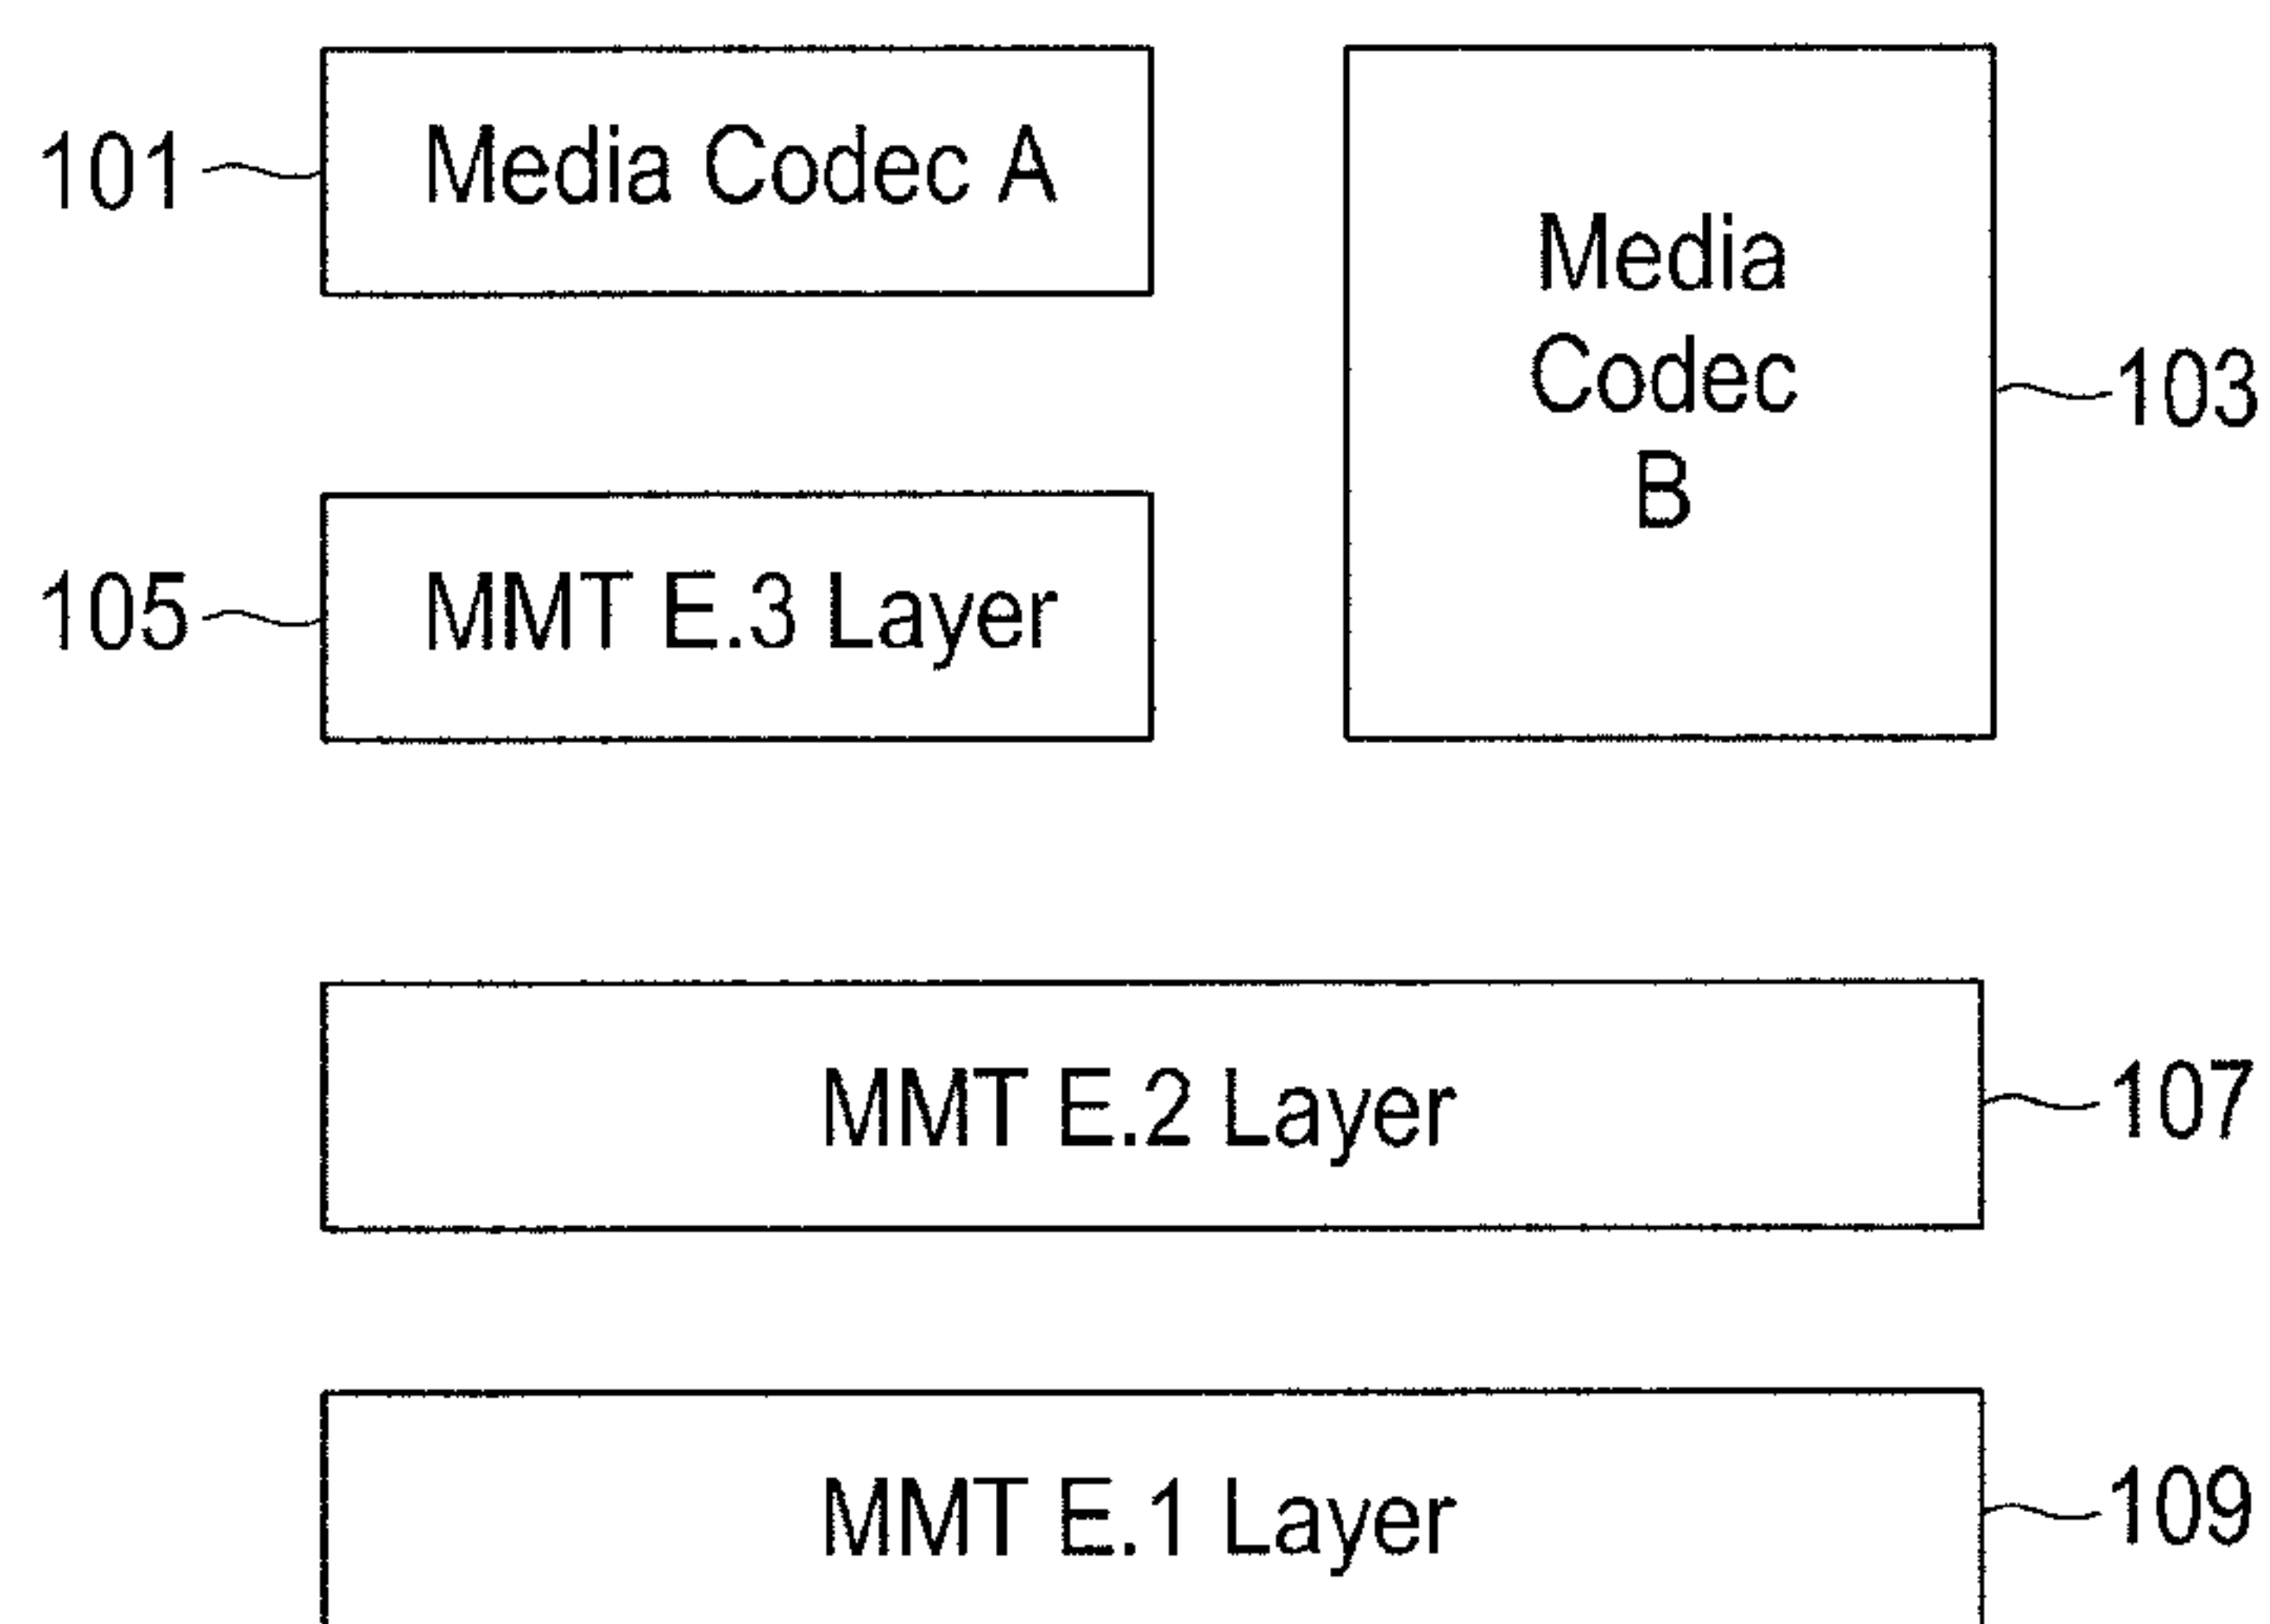 101
Media Codec A
Media
Codec
B
103
105
MMT E.3 Layer
MMT E.2 Layer
107
MMT E.1 Layer
109